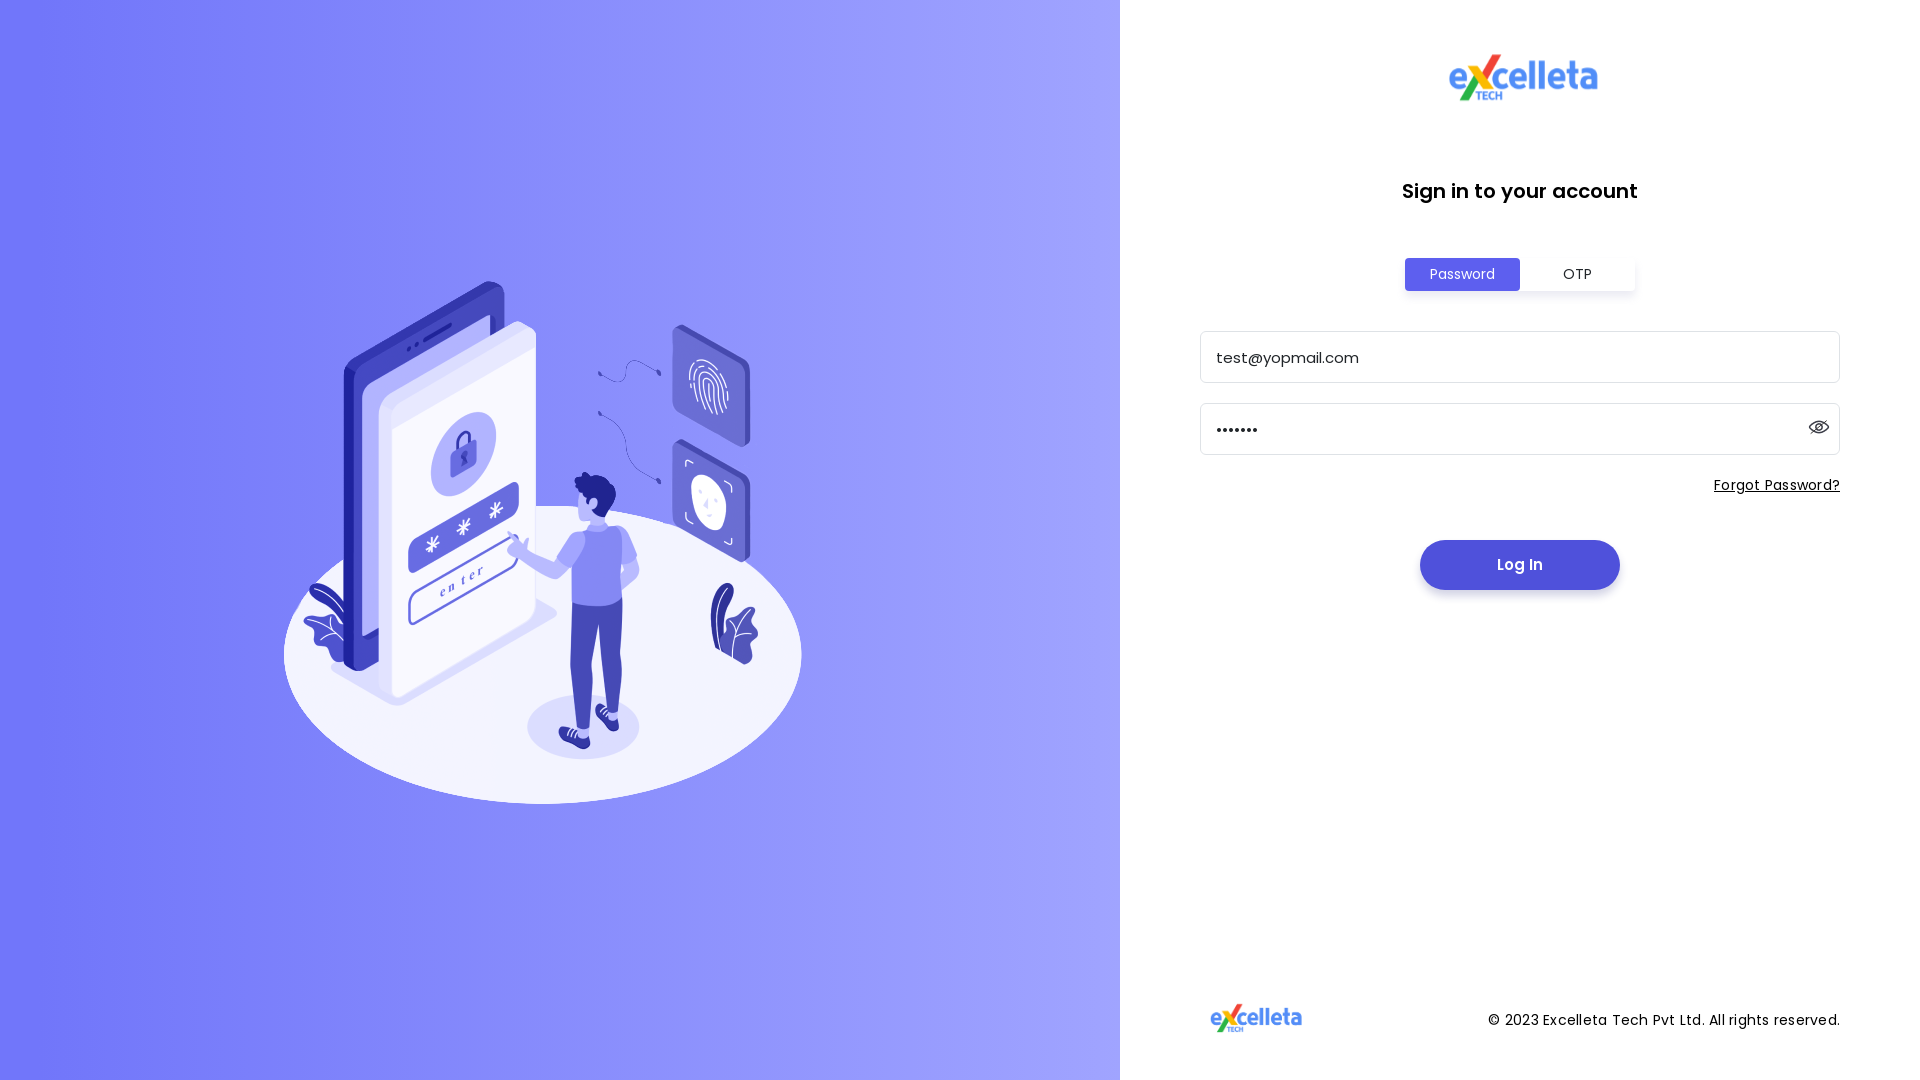 eXcelleta
TECH
Sign in to your account
Password
OTP
test@yopmail.com
•••••••
Forgot Password?
Log In
* * *
enter
eXcelleta
TECH
© 2023 Excelleta Tech Pvt Ltd. All rights reserved.